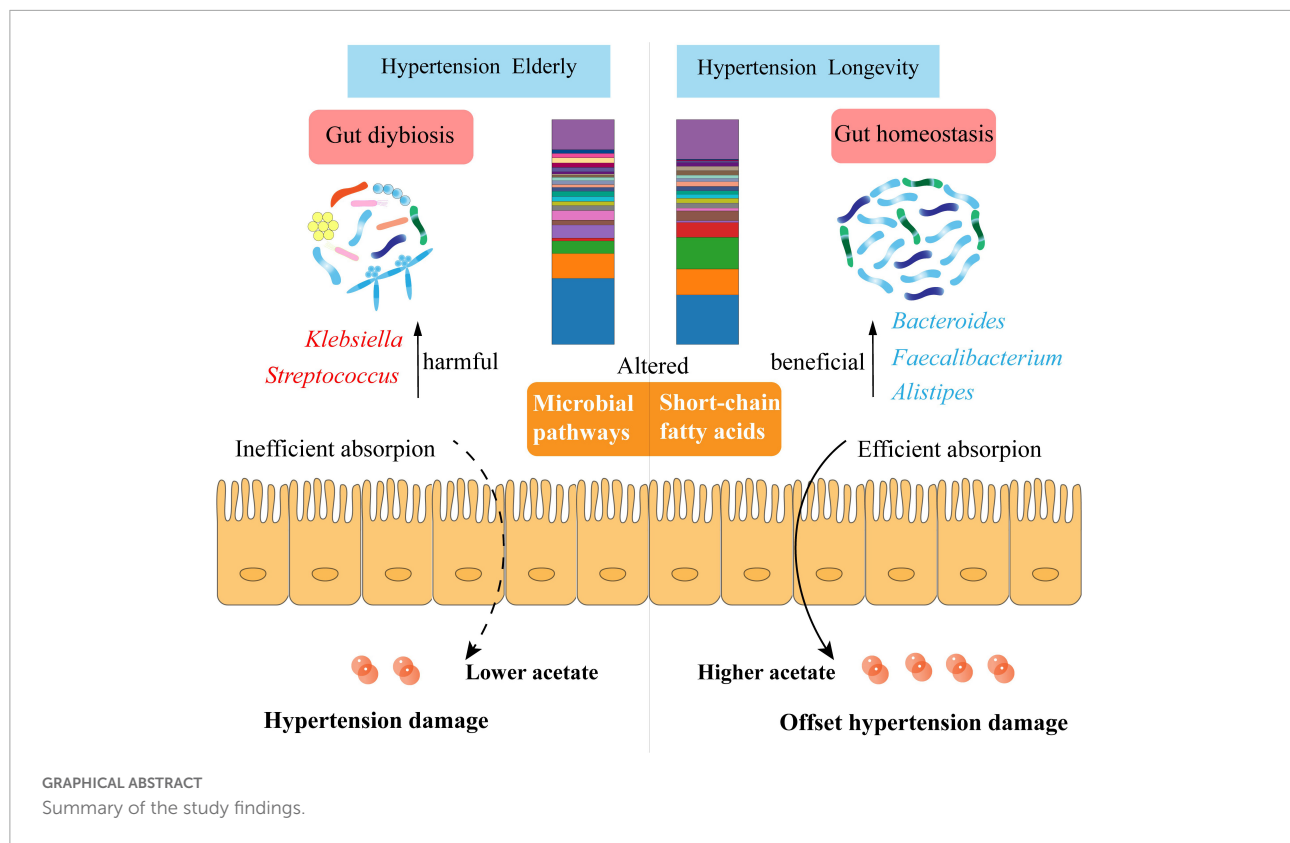 Hypertension Elderly
Hypertension Longevity
Gut diybiosis
Gut homeostasis
Klebsiella
Streptococcus
harmful
Altered
beneficial
Bacteroides
Faecalibacterium
Alistipes
Microbial
pathways
Short-chain
fatty acids
Inefficient absorpion
Efficient absorpion
Lower acetate
Higher acetate
Hypertension damage
Offset hypertension damage
GRAPHICAL ABSTRACT
Summary of the study findings.